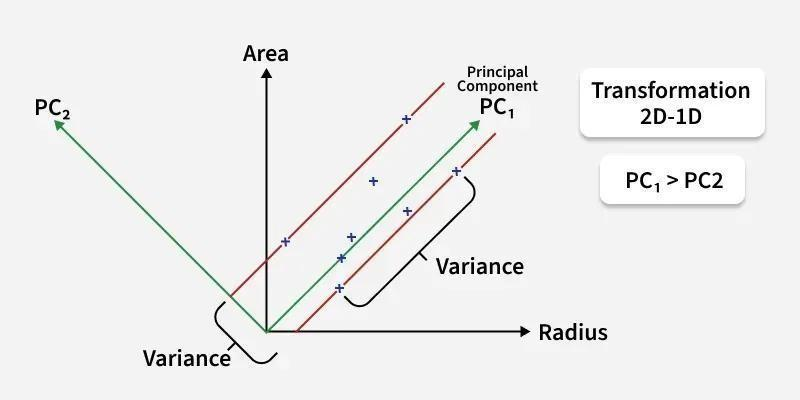 Area
Principal
Component
PC₁
PC₂
Transformation
2D-1D
PC₁ > PC2
Variance
Radius
Variance